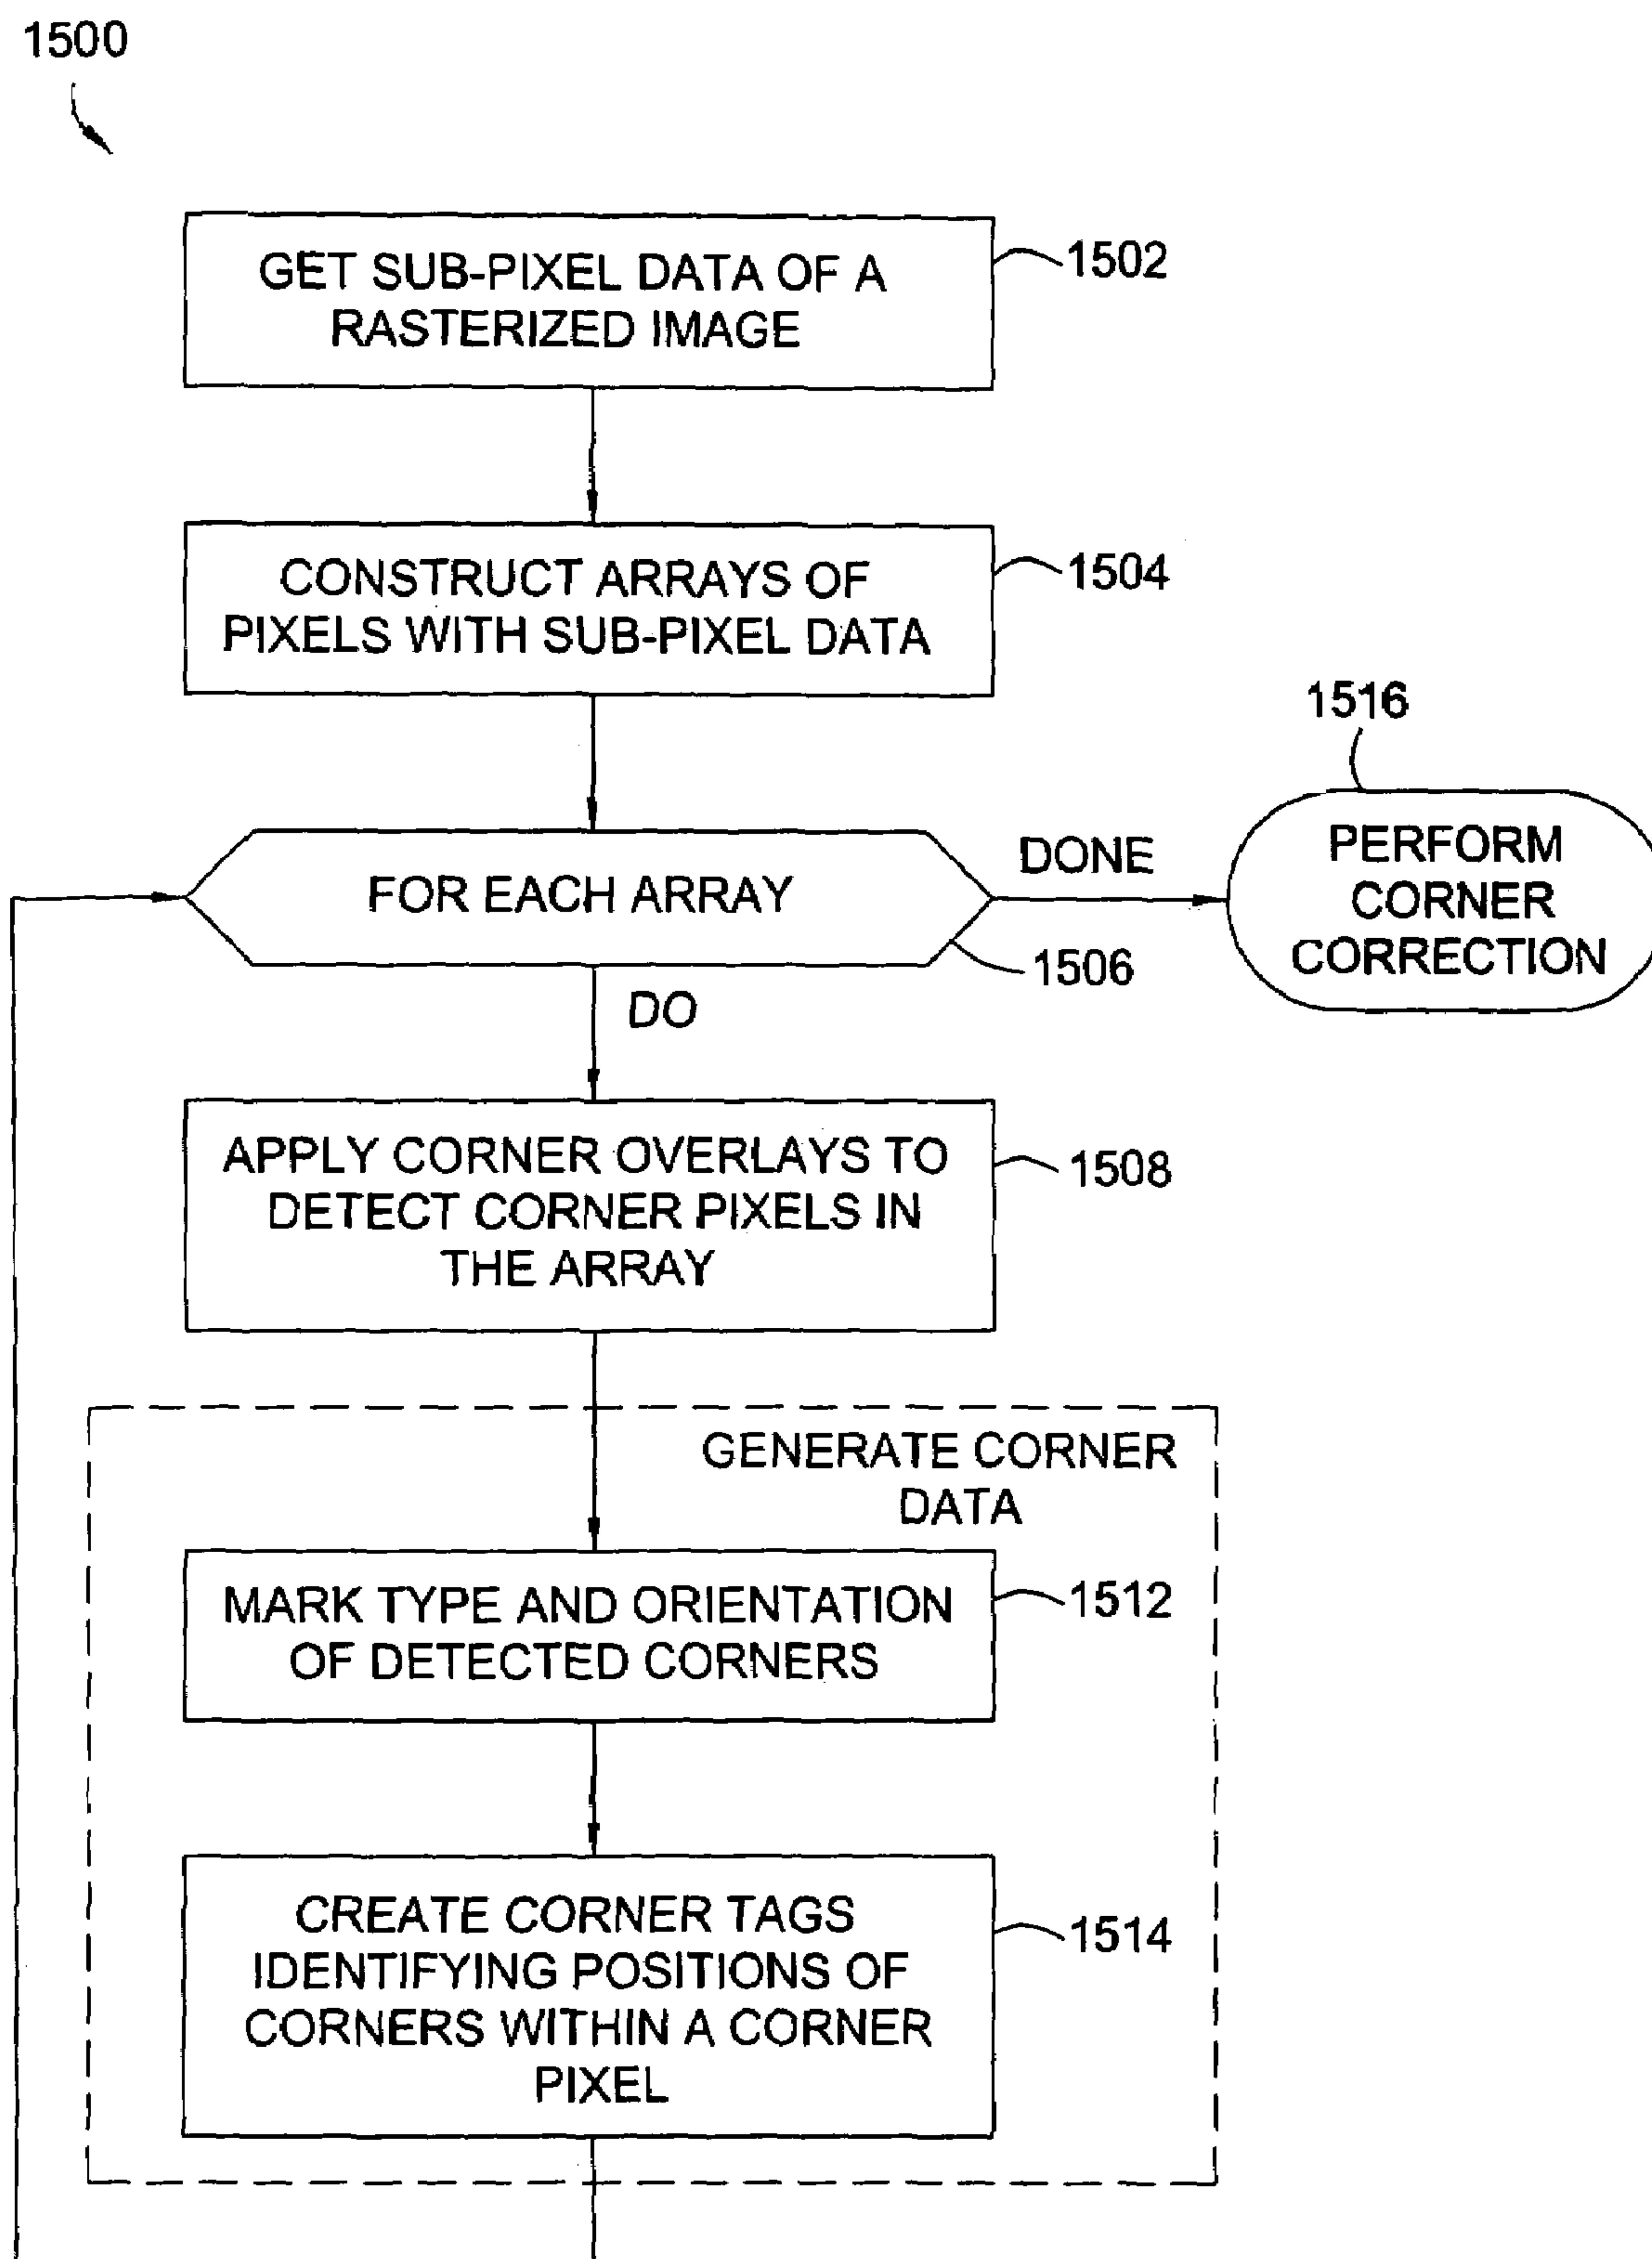 1500
GET SUB-PIXEL DATA OF A
RASTERIZED IMAGE
1502
CONSTRUCT ARRAYS OF
PIXELS WITH SUB-PIXEL DATA
1504
1516
FOR EACH ARRAY
DONE
1506
PERFORM
CORNER
CORRECTION
DO
APPLY CORNER OVERLAYS TO
DETECT CORNER PIXELS IN
THE ARRAY
1508
GENERATE CORNER
DATA
MARK TYPE AND ORIENTATION
OF DETECTED CORNERS
1512
CREATE CORNER TAGS
IDENTIFYING POSITIONS OF
CORNERS WITHIN A CORNER
PIXEL
1514